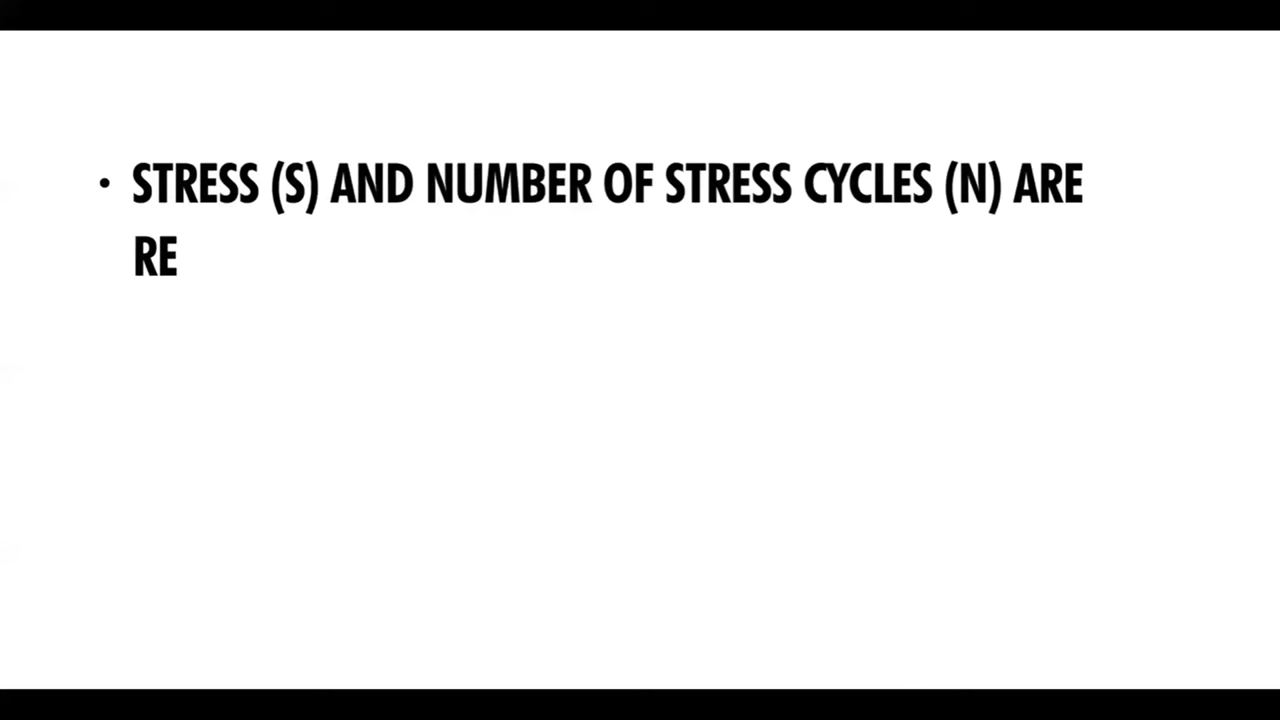 • STRESS (S) AND NUMBER OF STRESS CYCLES (N) ARE
RE